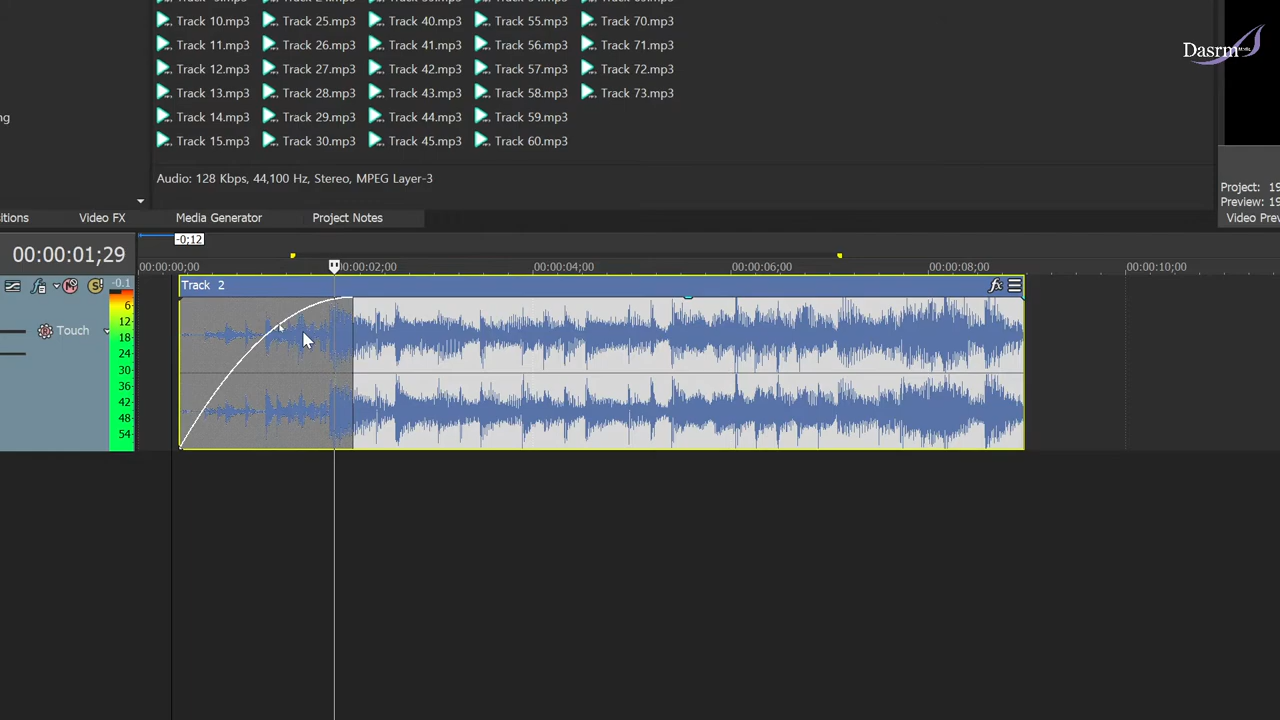 Track 10.mp3 Track 25.mp3 Track 40.mp3 Track 55.mp3 Track 70.mp3
Track 11.mp3 Track 26.mp3 Track 41.mp3 Track 56.mp3 Track 71.mp3
Track 12.mp3 Track 27.mp3 Track 42.mp3 Track 57.mp3 Track 72.mp3
Track 13.mp3 Track 28.mp3 Track 43.mp3 Track 58.mp3 Track 73.mp3
Track 14.mp3 Track 29.mp3 Track 44.mp3 Track 59.mp3
Track 15.mp3 Track 30.mp3 Track 45.mp3 Track 60.mp3
ng
Dasrm Media
Audio: 128 Kbps, 44,100 Hz, Stereo, MPEG Layer-3
Project: 19
Preview: 19
Video Prev
itions Video FX Media Generator Project Notes
-0;12
00:00:01;29
00:00:00;00 00:00:02;00 00:00:04;00 00:00:06;00 00:00:08;00 00:00:10;00
Track 2 fx
-0.1
6
12
18
24
30
36
42
48
54
Touch